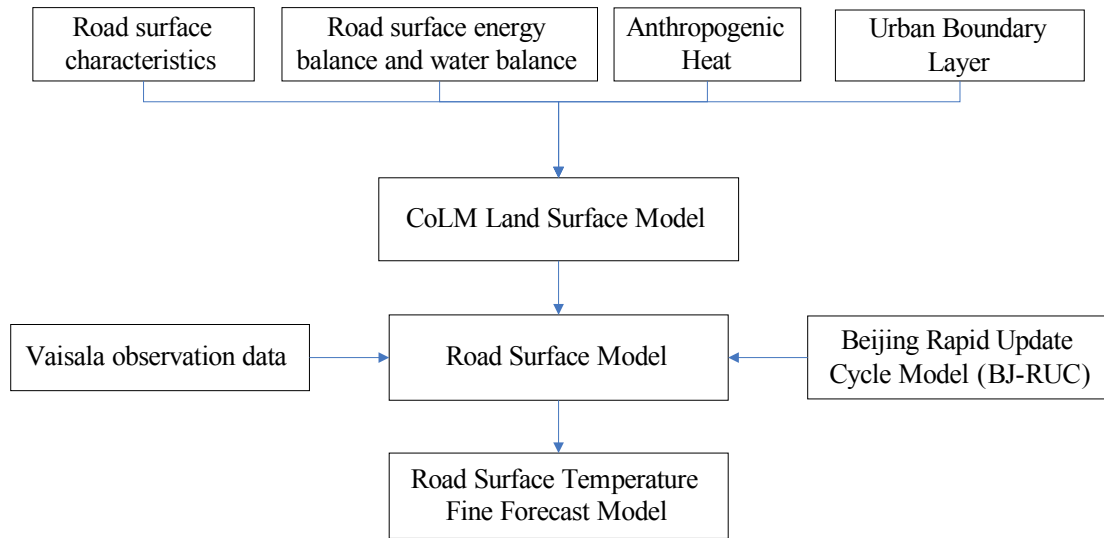 Road surface
characteristics
Road surface energy
balance and water balance
Anthropogenic
Heat
Urban Boundary
Layer
CoLM Land Surface Model
Vaisala observation data
Road Surface Model
Beijing Rapid Update
Cycle Model (BJ-RUC)
Road Surface Temperature
Fine Forecast Model